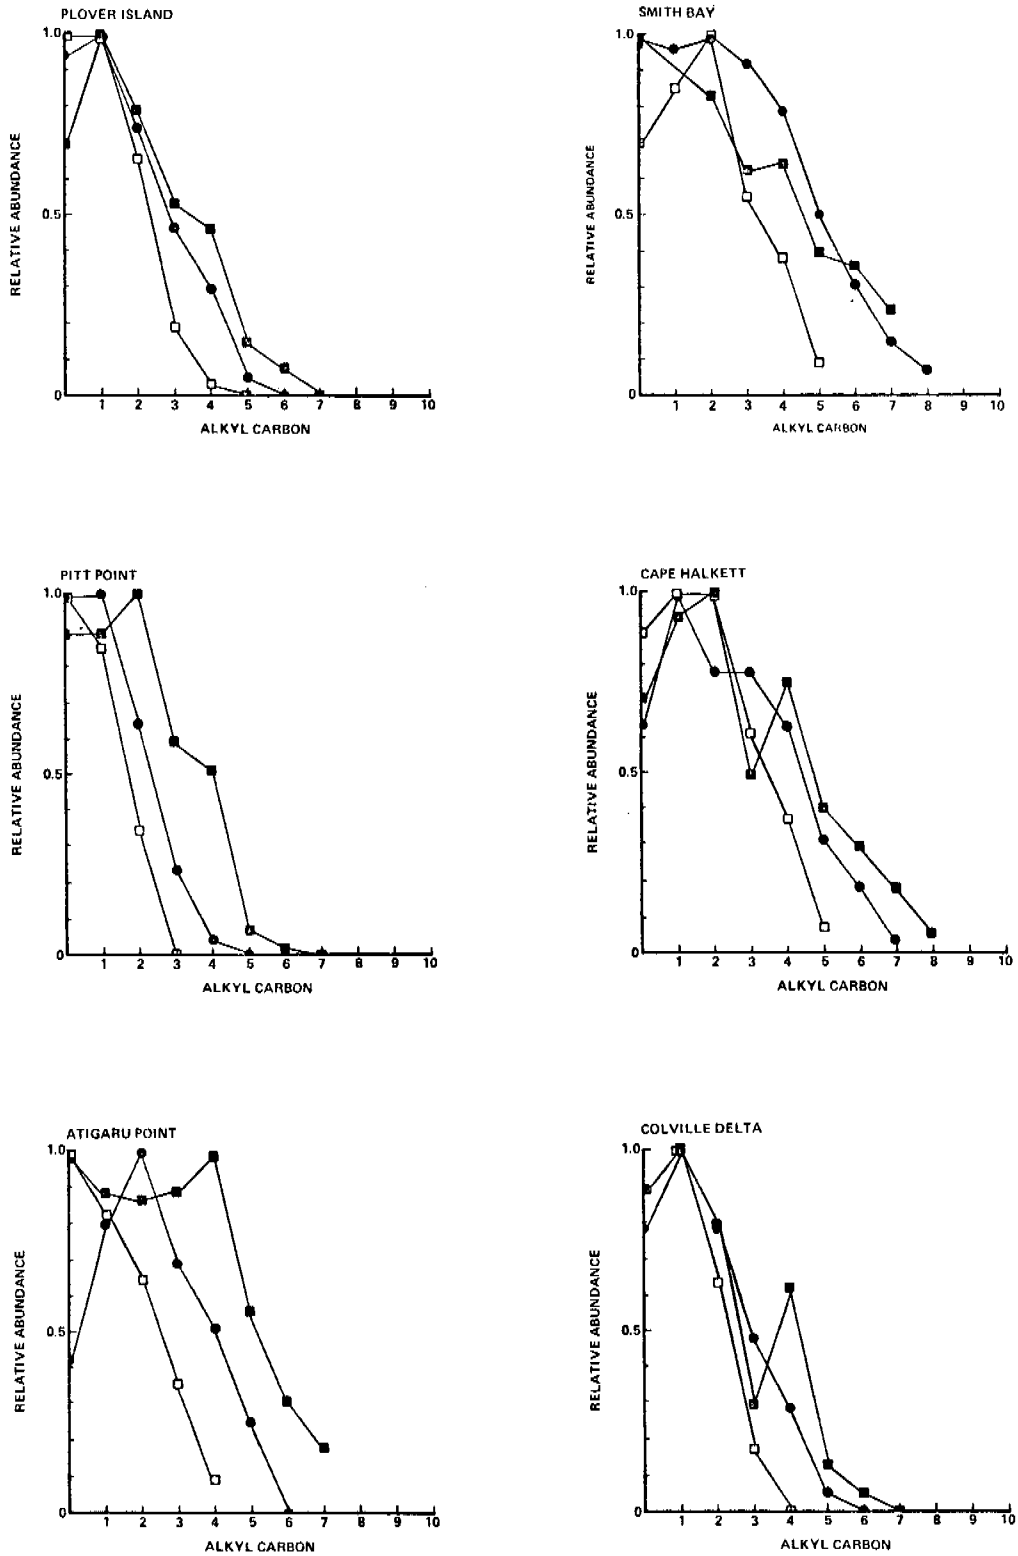 PLOVER ISLAND
1.0
0.5
0
1 2 3 4 5 6 7 8 9 10
RELATIVE ABUNDANCE
ALKYL CARBON
SMITH BAY
1.0
0.5
0
1 2 3 4 5 6 7 8 9 10
RELATIVE ABUNDANCE
ALKYL CARBON
PITT POINT
1.0
0.5
0
1 2 3 4 5 6 7 8 9 10
RELATIVE ABUNDANCE
ALKYL CARBON
CAPE HALKETT
1.0
0.5
0
1 2 3 4 5 6 7 8 9 10
RELATIVE ABUNDANCE
ALKYL CARBON
ATIGARU POINT
1.0
0.5
0
1 2 3 4 5 6 7 8 9 10
RELATIVE ABUNDANCE
ALKYL CARBON
COLVILLE DELTA
1.0
0.5
0
1 2 3 4 5 6 7 8 9 10
RELATIVE ABUNDANCE
ALKYL CARBON